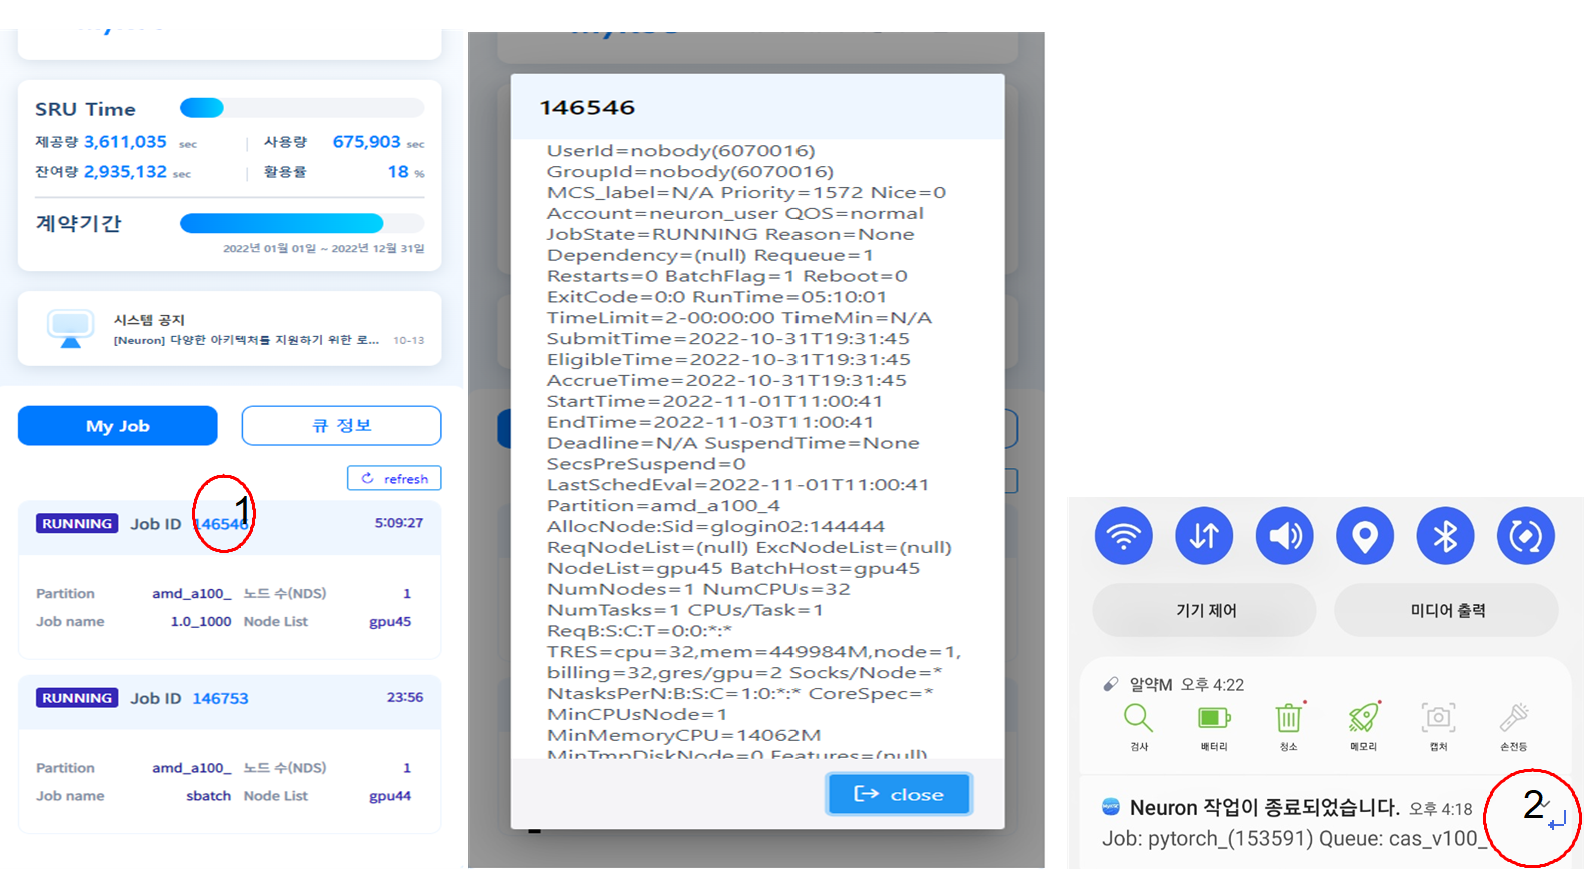 SRU Time
제공량 3,611,035 sec 사용량 675,903 sec
잔여량 2,935,132 sec 활용률 18 %
계약기간
2022년 01월 01일 ~ 2022년 12월 31일
시스템 공지
[Neuron] 다양한 아키텍처를 지원하기 위한 로... 10-13
My Job 큐 정보
refresh
1
RUNNING Job ID 146546 5:09:27
Partition amd_a100_ 노드 수(NDS) 1
Job name 1.0_1000 Node List gpu45
RUNNING Job ID 146753 23:56
Partition amd_a100_ 노드 수(NDS) 1
Job name sbatch Node List gpu44
146546
UserId=nobody(6070016)
GroupId=nobody(6070016)
MCS_label=N/A Priority=1572 Nice=0
Account=neuron_user QOS=normal
JobState=RUNNING Reason=None
Dependency=(null) Requeue=1
Restarts=0 BatchFlag=1 Reboot=0
ExitCode=0:0 RunTime=05:10:01
TimeLimit=2-00:00:00 TimeMin=N/A
SubmitTime=2022-10-31T19:31:45
EligibleTime=2022-10-31T19:31:45
AccrueTime=2022-10-31T19:31:45
StartTime=2022-11-01T11:00:41
EndTime=2022-11-03T11:00:41
Deadline=N/A SuspendTime=None
SecsPreSuspend=0
LastSchedEval=2022-11-01T11:00:41
Partition=amd_a100_4
AllocNode:Sid=glogin02:144444
ReqNodeList=(null) ExcNodeList=(null)
NodeList=gpu45 BatchHost=gpu45
NumNodes=1 NumCPUs=32
NumTasks=1 CPUs/Task=1
ReqB:S:C:T=0:0:*:*
TRES=cpu=32,mem=449984M,node=1,
billing=32,gres/gpu=2 Socks/Node=*
NtasksPerN:B:S:C=1:0:*:* CoreSpec=*
MinCPUsNode=1
MinMemoryCPU=14062M
MinTmpDiskNode=0 Features=(null)
close
기기 제어 미디어 출력
알약M 오후 4:22
검사 배터리 청소 메모리 캡처 손전등
Neuron 작업이 종료되었습니다. 오후 4:18
2
Job: pytorch_(153591) Queue: cas_v100_